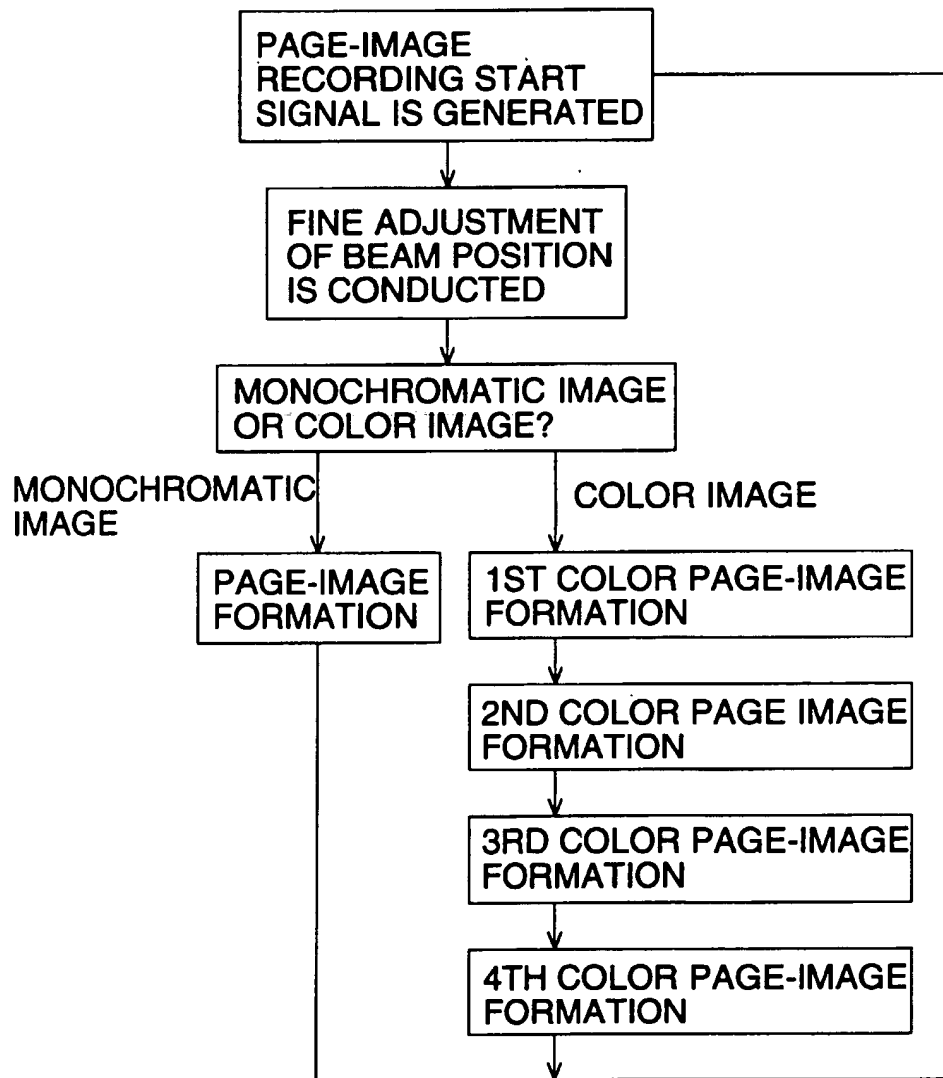 PAGE-IMAGE
RECORDING START
SIGNAL IS GENERATED
FINE ADJUSTMENT
OF BEAM POSITION
IS CONDUCTED
MONOCHROMATIC IMAGE
OR COLOR IMAGE?
MONOCHROMATIC
IMAGE
COLOR IMAGE
PAGE-IMAGE
FORMATION
1ST COLOR PAGE-IMAGE
FORMATION
2ND COLOR PAGE IMAGE
FORMATION
3RD COLOR PAGE-IMAGE
FORMATION
4TH COLOR PAGE-IMAGE
FORMATION